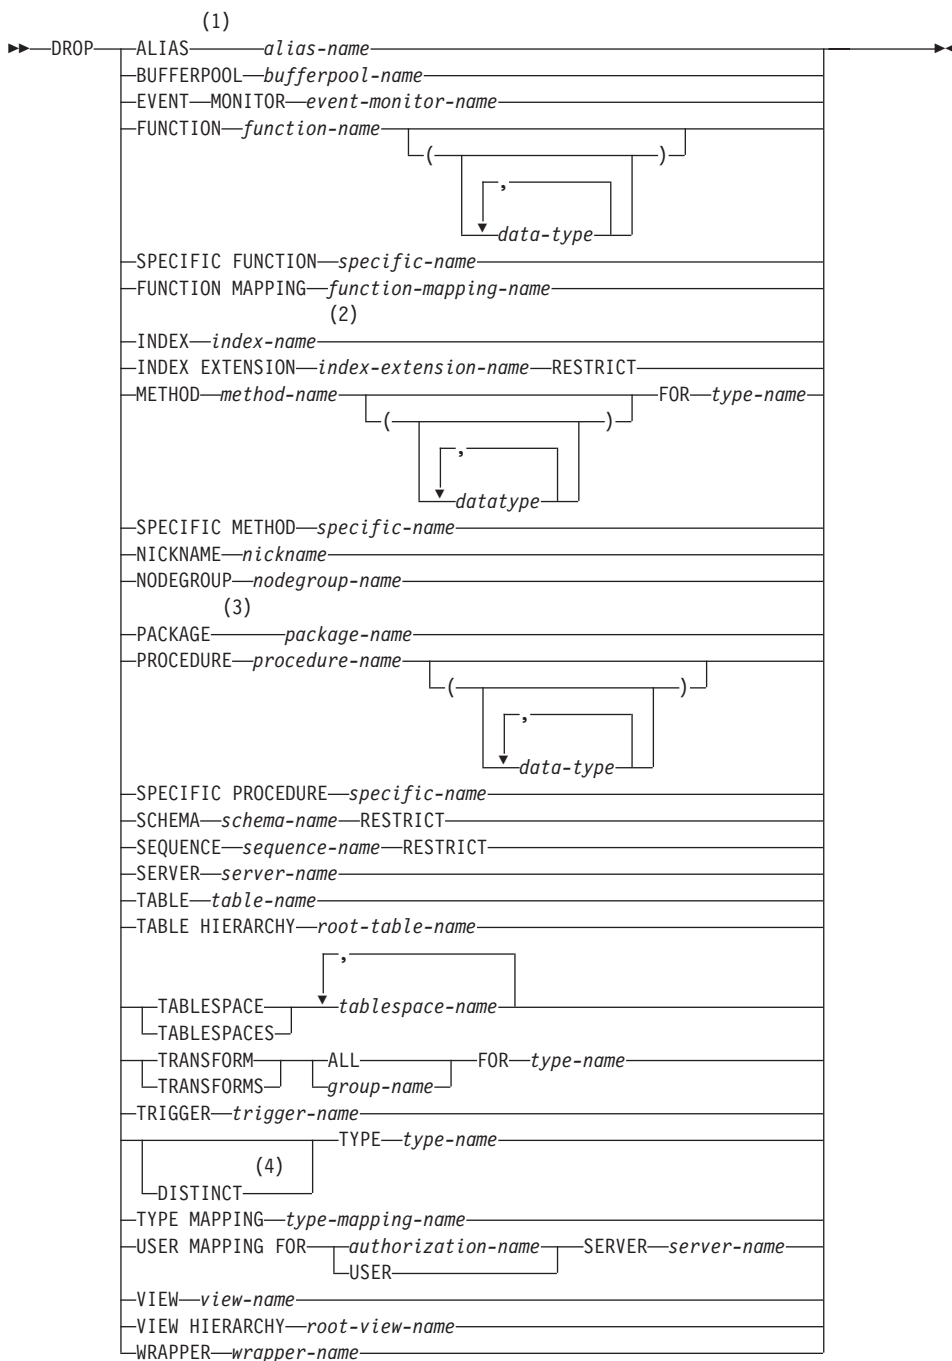 (1)
DROP ALIAS alias-name
BUFFERPOOL bufferpool-name
EVENT MONITOR event-monitor-name
FUNCTION function-name
( )
,
data-type
SPECIFIC FUNCTION specific-name
FUNCTION MAPPING function-mapping-name
(2)
INDEX index-name
INDEX EXTENSION index-extension-name RESTRICT
METHOD method-name FOR type-name
( )
,
datatype
SPECIFIC METHOD specific-name
NICKNAME nickname
NODEGROUP nodegroup-name
(3)
PACKAGE package-name
PROCEDURE procedure-name
( )
,
data-type
SPECIFIC PROCEDURE specific-name
SCHEMA schema-name RESTRICT
SEQUENCE sequence-name RESTRICT
SERVER server-name
TABLE table-name
TABLE HIERARCHY root-table-name
,
TABLESPACE tablespace-name
TABLESPACES
TRANSFORM ALL FOR type-name
TRANSFORMS group-name
TRIGGER trigger-name
TYPE type-name
(4)
DISTINCT
TYPE MAPPING type-mapping-name
USER MAPPING FOR authorization-name SERVER server-name
USER
VIEW view-name
VIEW HIERARCHY root-view-name
WRAPPER wrapper-name